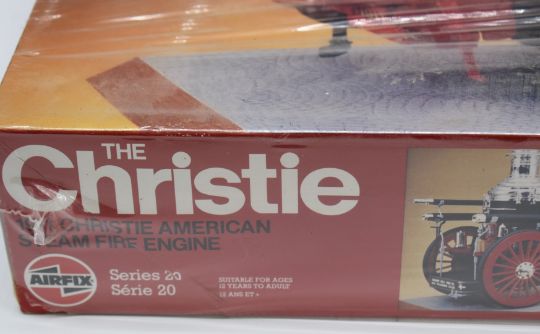 THE
Christie
CHRISTIE AMERICAN
STEAM FIRE ENGINE
AIRFIX
Series 20
Série 20
SUITABLE FOR AGES
12 YEARS TO ADULT
12 ANS ET +